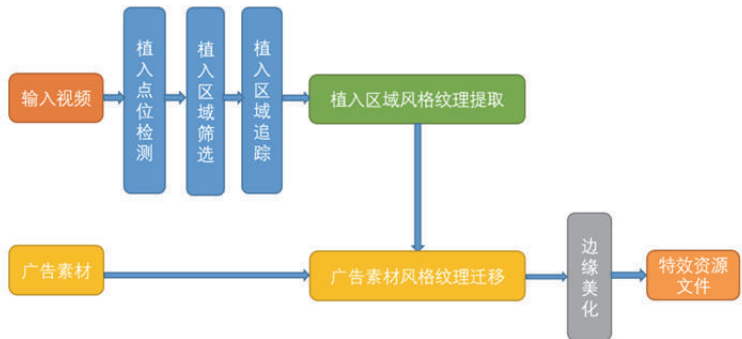 输入视频
植入点位检测
植入区域筛选
植入区域追踪
植入区域风格纹理提取
广告素材
广告素材风格纹理迁移
边缘美化
特效资源
文件